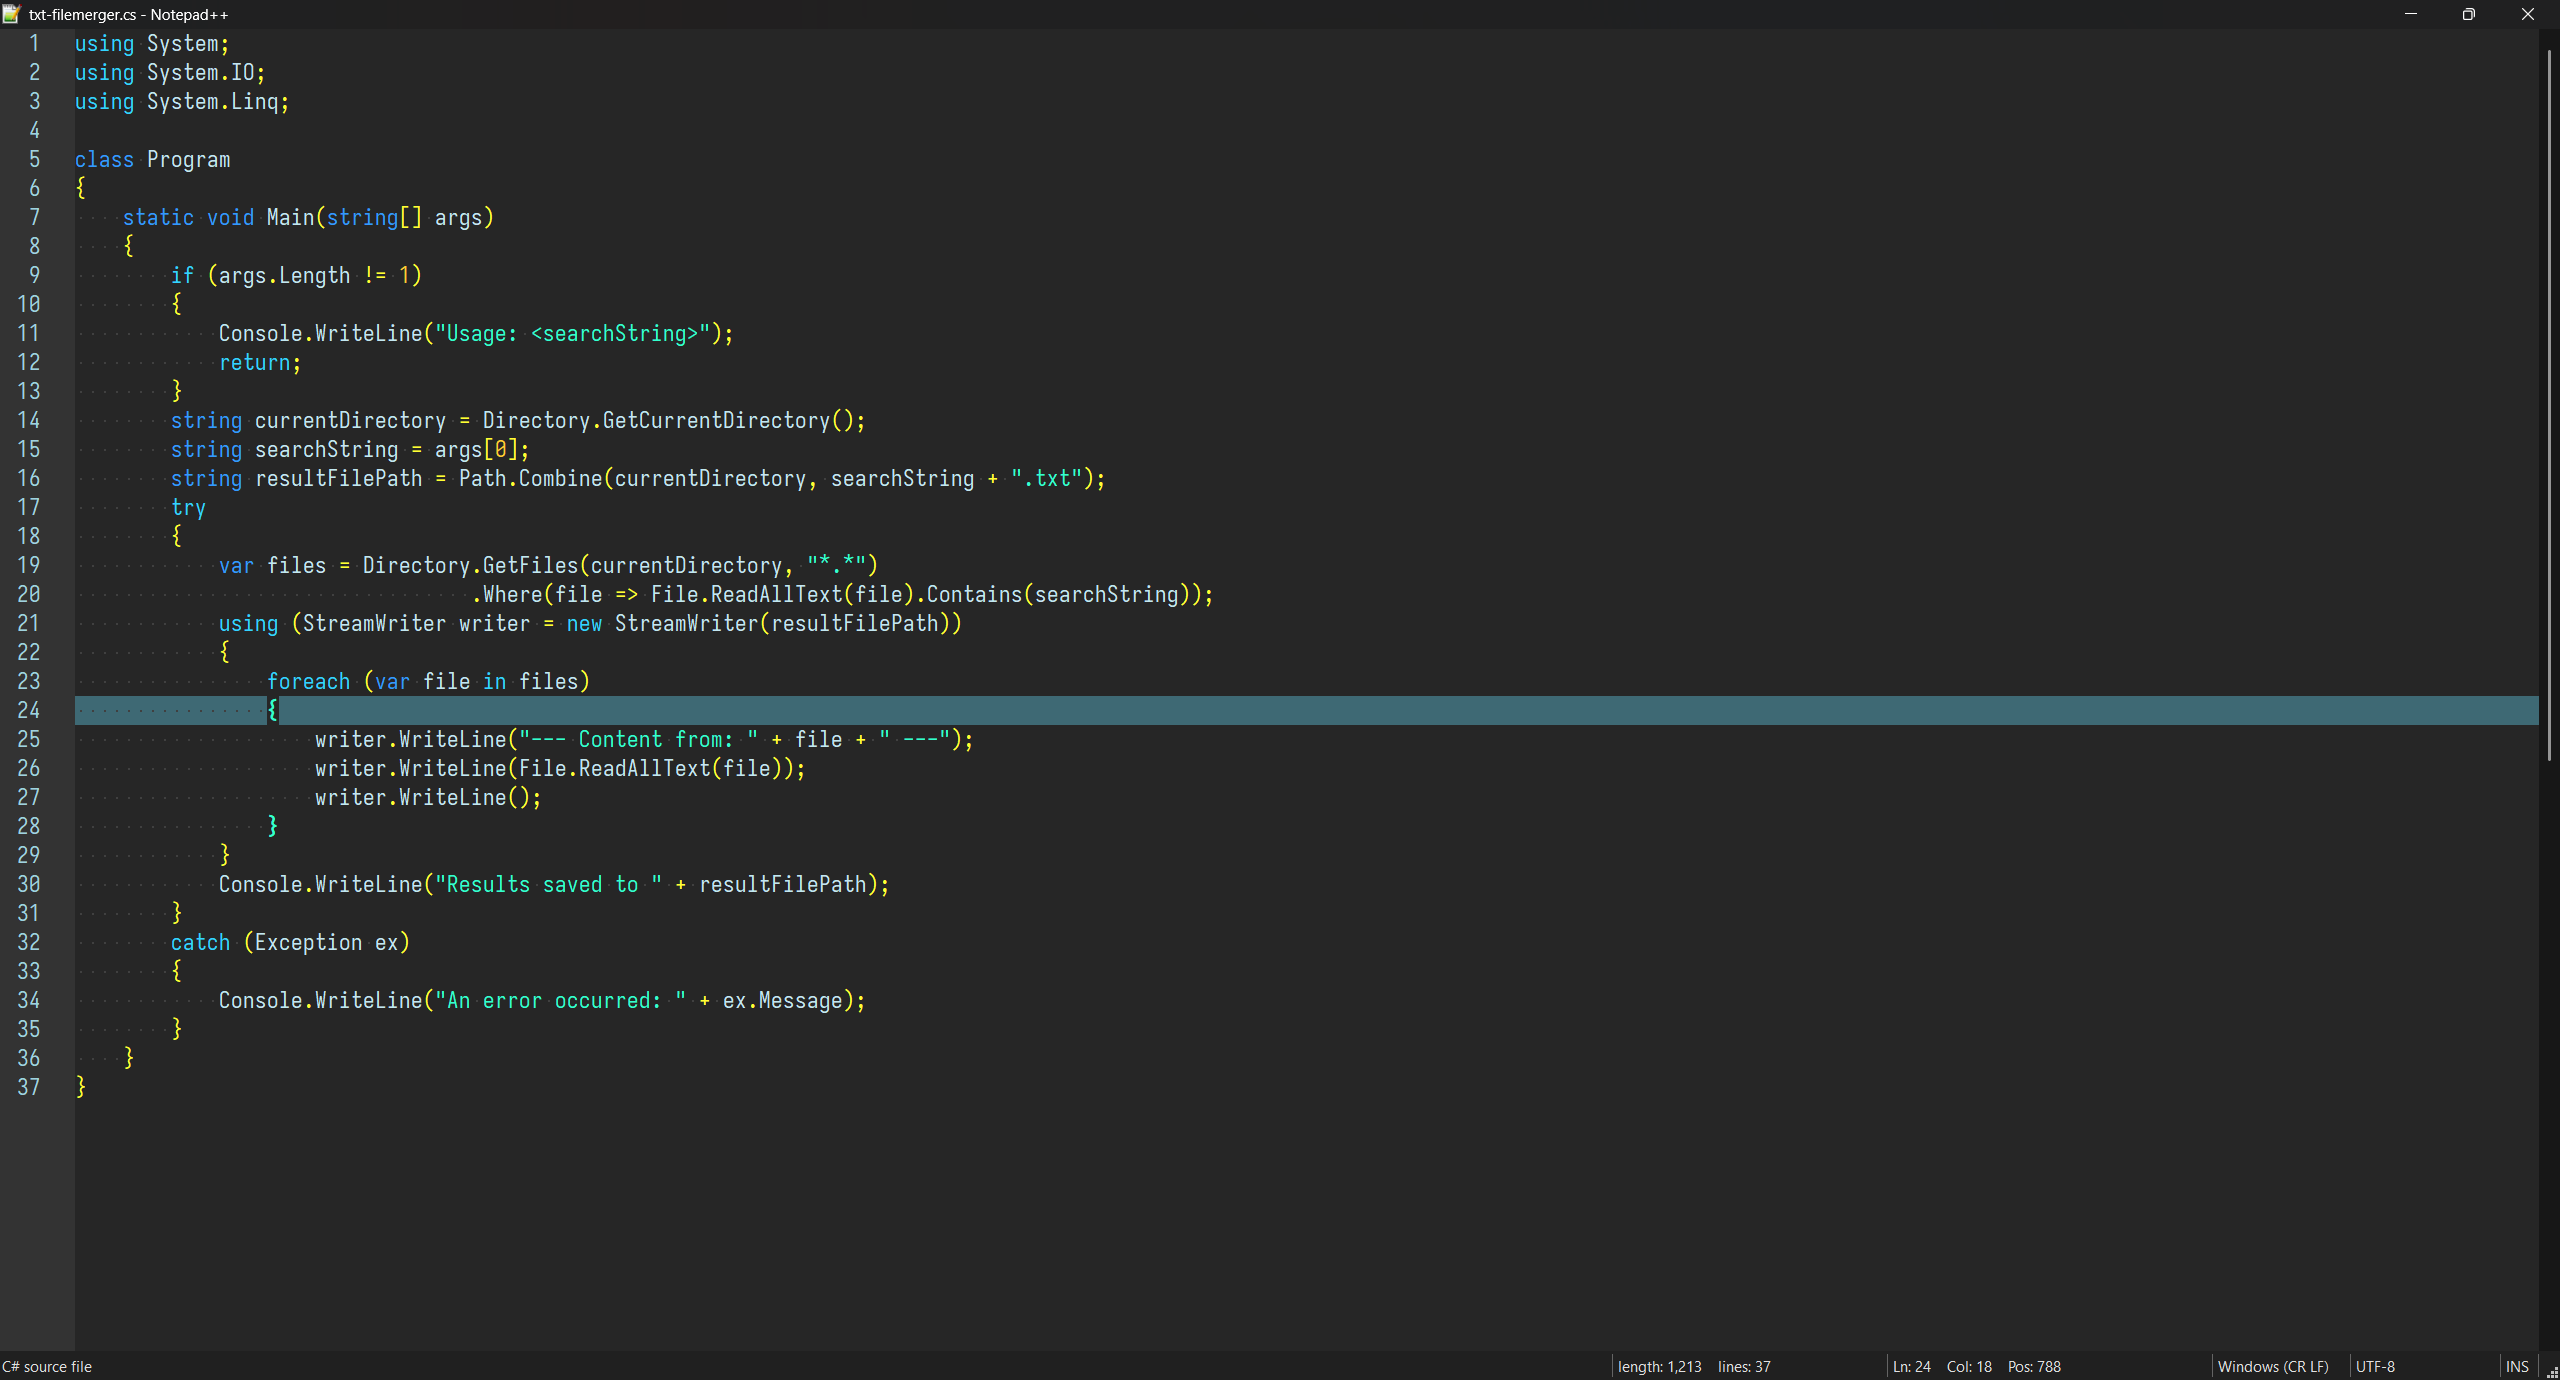 txt-filemerger.cs - Notepad++
1 using System;
2 using System.IO;
3 using System.Linq;
4
5 class Program
6 {
7     static void Main(string[] args)
8     {
9         if (args.Length != 1)
10         {
11             Console.WriteLine("Usage: <searchString>");
12             return;
13         }
14         string currentDirectory = Directory.GetCurrentDirectory();
15         string searchString = args[0];
16         string resultFilePath = Path.Combine(currentDirectory, searchString + ".txt");
17         try
18         {
19             var files = Directory.GetFiles(currentDirectory, "*.*")
20                                  .Where(file => File.ReadAllText(file).Contains(searchString));
21             using (StreamWriter writer = new StreamWriter(resultFilePath))
22             {
23                 foreach (var file in files)
24                 {
25                     writer.WriteLine("--- Content from: " + file + " ---");
26                     writer.WriteLine(File.ReadAllText(file));
27                     writer.WriteLine();
28                 }
29             }
30             Console.WriteLine("Results saved to " + resultFilePath);
31         }
32         catch (Exception ex)
33         {
34             Console.WriteLine("An error occurred: " + ex.Message);
35         }
36     }
37 }
C# source file length: 1,213 lines: 37 Ln: 24 Col: 18 Pos: 788 Windows (CR LF) UTF-8 INS